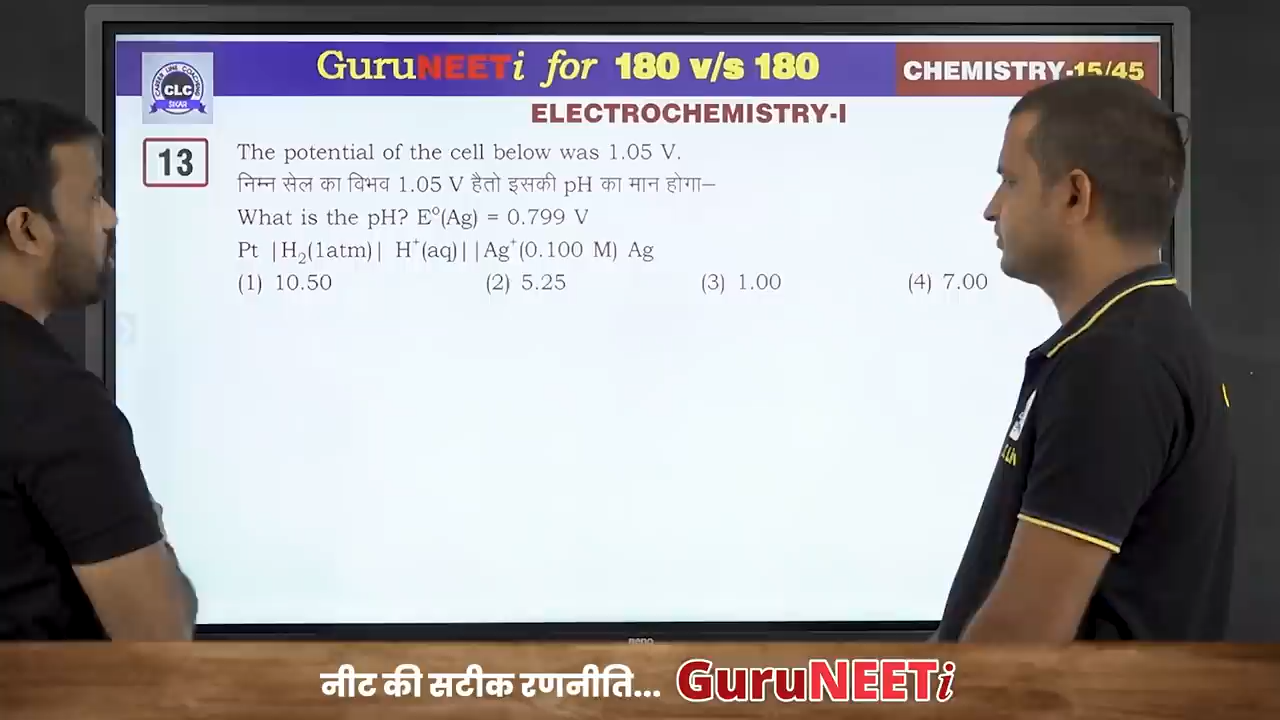 GuruNEETi for 180 v/s 180
CHEMISTRY-15/45
CLC
SIKAR
ELECTROCHEMISTRY-I
13
The potential of the cell below was 1.05 V.
निम्न सेल का विभव 1.05 V हैतो इसकी pH का मान होगा–
What is the pH? E°(Ag) = 0.799 V
Pt |H₂(1atm)| H⁺(aq)||Ag⁺(0.100 M) Ag
(1) 10.50 (2) 5.25 (3) 1.00 (4) 7.00
नीट की सटीक रणनीति... GuruNEETi